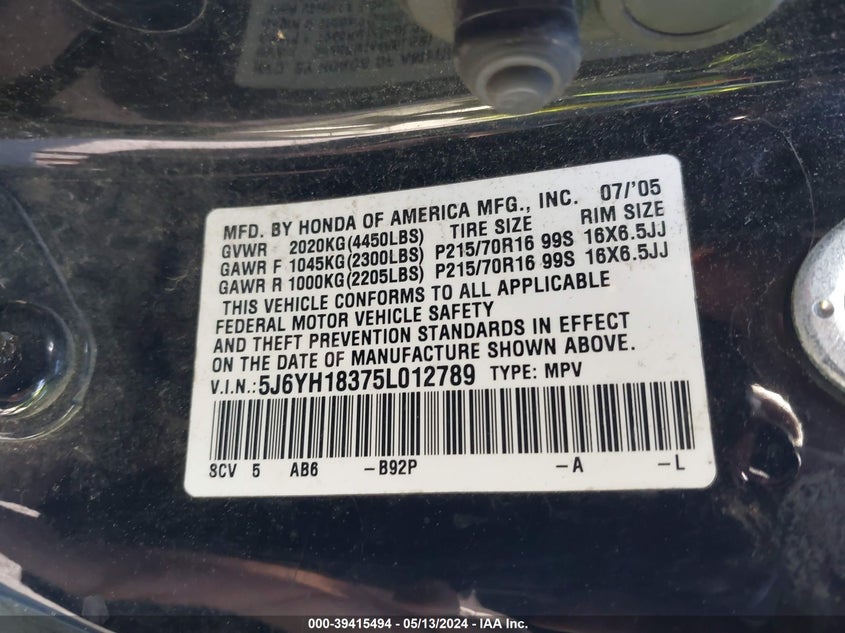 MFD. BY HONDA OF AMERICA MFG., INC. 07/'05
GVWR 2020KG(4450LBS) TIRE SIZE RIM SIZE
GAWR F 1045KG(2300LBS) P215/70R16 99S 16X6.5JJ
GAWR R 1000KG(2205LBS) P215/70R16 99S 16X6.5JJ
THIS VEHICLE CONFORMS TO ALL APPLICABLE
FEDERAL MOTOR VEHICLE SAFETY
AND THEFT PREVENTION STANDARDS IN EFFECT
ON THE DATE OF MANUFACTURE SHOWN ABOVE.
V.I.N.: 5J6YH18375L012789 TYPE: MPV
SCV 5 AB6 -B92P -A -L
000-39415494 - 05/13/2024 - IAA Inc.